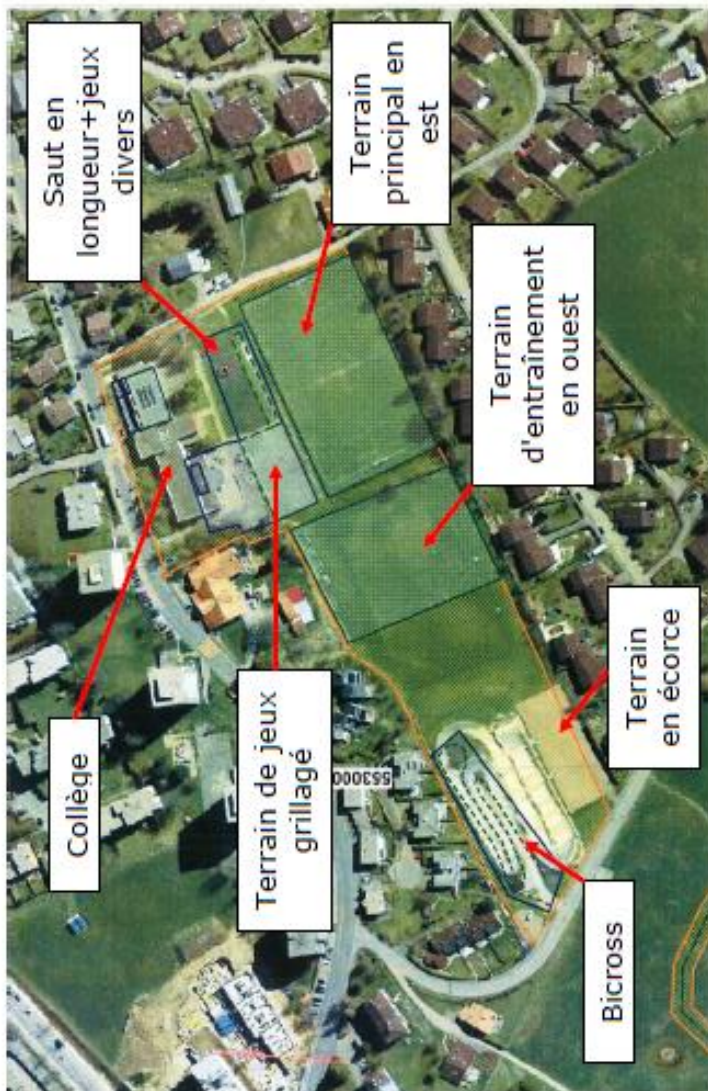 Saut en
longueur+jeux
divers
Terrain
principal en
est
Terrain
d'entraînement
en ouest
Terrain
en écorce
Collège
Terrain de jeux
grillagé
553000
Bicross